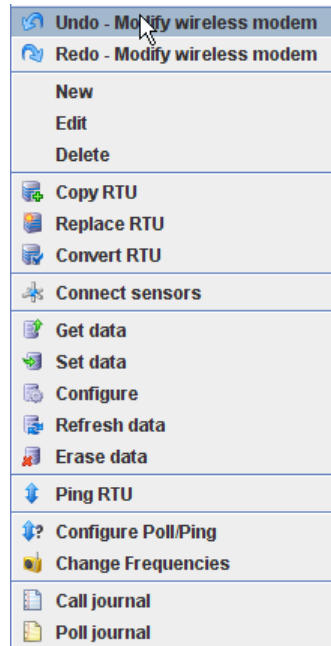 Undo - Modify wireless modem
Redo - Modify wireless modem
New
Edit
Delete
Copy RTU
Replace RTU
Convert RTU
Connect sensors
Get data
Set data
Configure
Refresh data
Erase data
Ping RTU
Configure Poll/Ping
Change Frequencies
Call journal
Poll journal